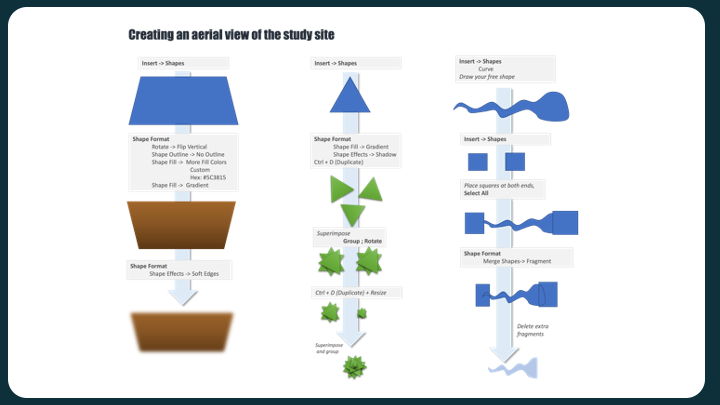 Creating an aerial view of the study site
Insert -> Shapes
Shape Format
Rotate -> Flip Vertical
Shape Outline -> No Outline
Shape Fill -> More Fill Colors
Custom
Hex: #5C3815
Shape Fill -> Gradient
Shape Format
Shape Effects -> Soft Edges
Insert -> Shapes
Shape Format
Shape Fill -> Gradient
Shape Effects -> Shadow
Ctrl + D (Duplicate)
Superimpose
Group ; Rotate
Ctrl + D (Duplicate) + Resize
Superimpose
and group
Insert -> Shapes
Curve
Draw your free shape
Insert -> Shapes
Place squares at both ends,
Select All
Shape Format
Merge Shapes-> Fragment
Delete extra
fragments